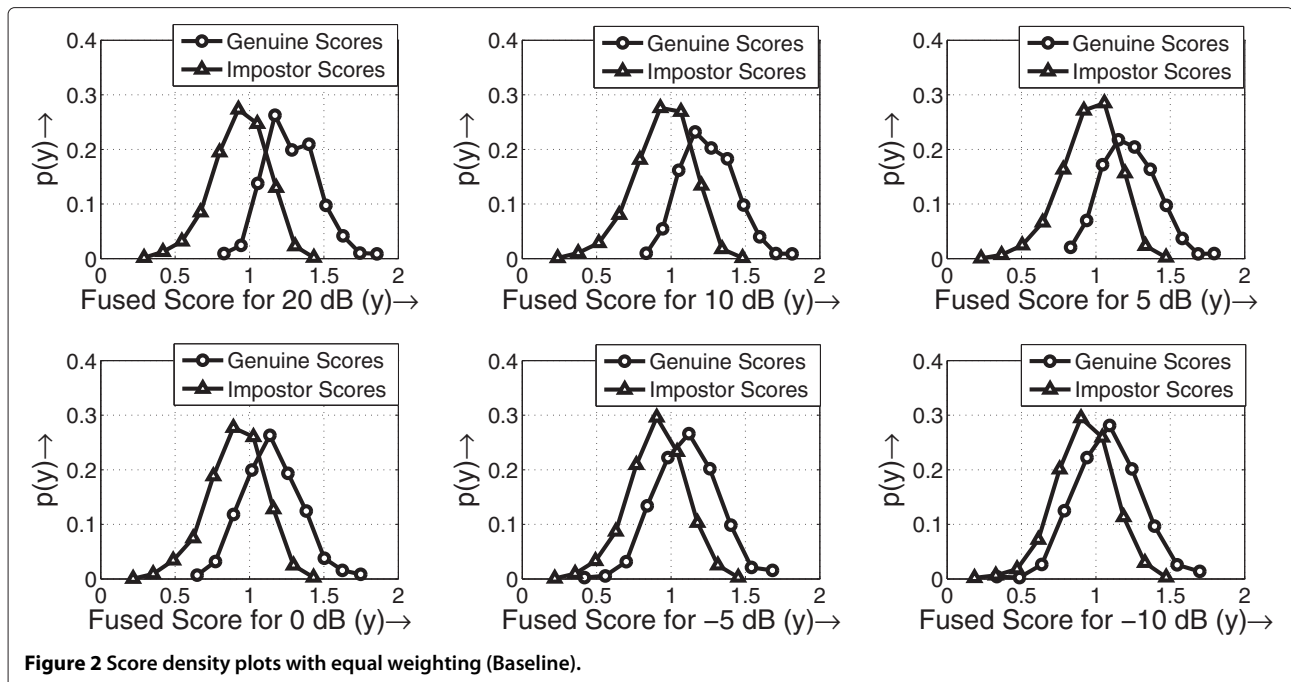 0.4
0.3
0.2
0.1
0
p(y)→
Genuine Scores
Impostor Scores
0 0.5 1 1.5 2
Fused Score for 20 dB (y)→
0.4
0.3
0.2
0.1
0
p(y)→
Genuine Scores
Impostor Scores
0 0.5 1 1.5 2
Fused Score for 10 dB (y)→
0.4
0.3
0.2
0.1
0
p(y)→
Genuine Scores
Impostor Scores
0 0.5 1 1.5 2
Fused Score for 5 dB (y)→
0.4
0.3
0.2
0.1
0
p(y)→
Genuine Scores
Impostor Scores
0 0.5 1 1.5 2
Fused Score for 0 dB (y)→
0.4
0.3
0.2
0.1
0
p(y)→
Genuine Scores
Impostor Scores
0 0.5 1 1.5 2
Fused Score for −5 dB (y)→
0.4
0.3
0.2
0.1
0
p(y)→
Genuine Scores
Impostor Scores
0 0.5 1 1.5 2
Fused Score for −10 dB (y)→
Figure 2 Score density plots with equal weighting (Baseline).